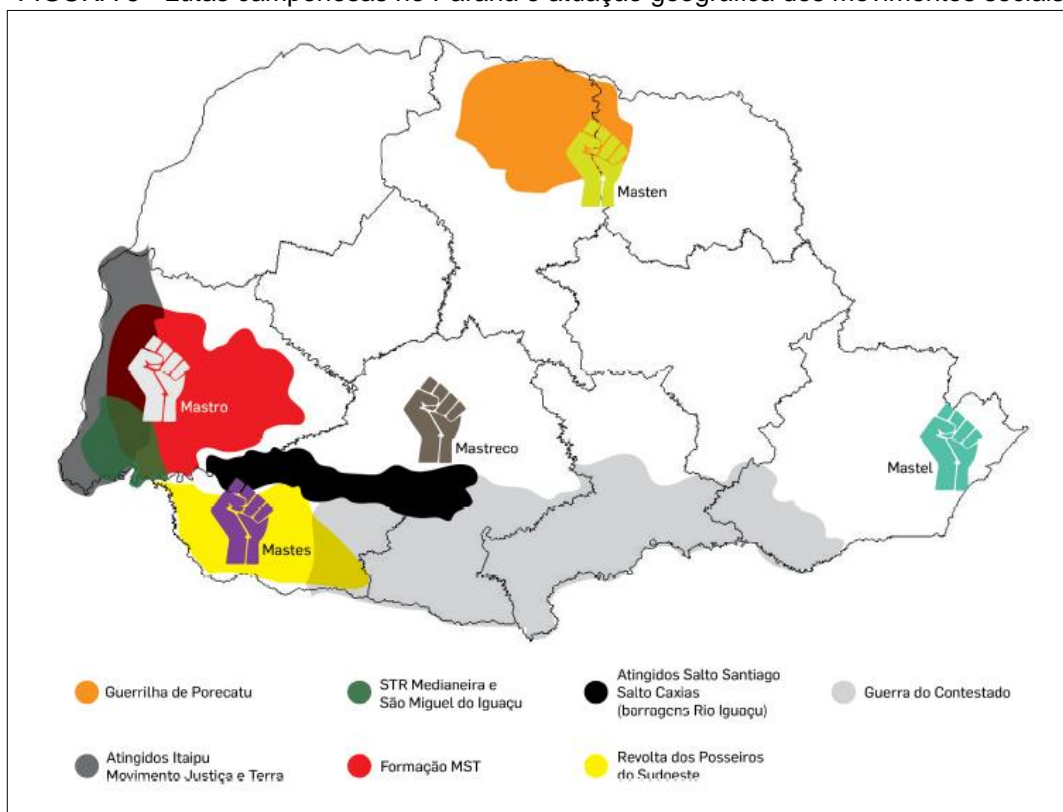 Masten
Mastro
Mastreco
Mastel
Mastes
Guerrilha de Porecatu
STR Medianeira e
São Miguel do Iguaçu
Atingidos Salto Santiago
Salto Caxias
(barragens Rio Iguaçu)
Guerra do Contestado
Atingidos Itaipu
Movimento Justiça e Terra
Formação MST
Revolta dos Posseiros
do Sudoeste